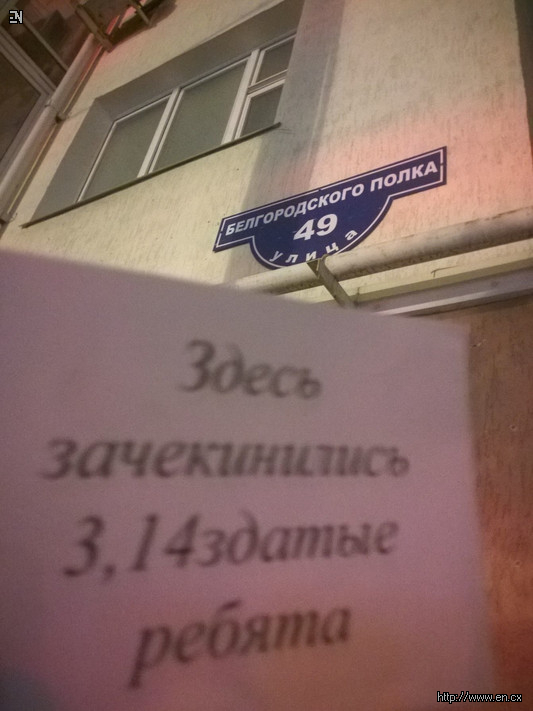 EN
БЕЛГОРОДСКОГО ПОЛКА
49
улица
Здесь
зачекинились
3,14здатые
ребята
http://www.en.cx